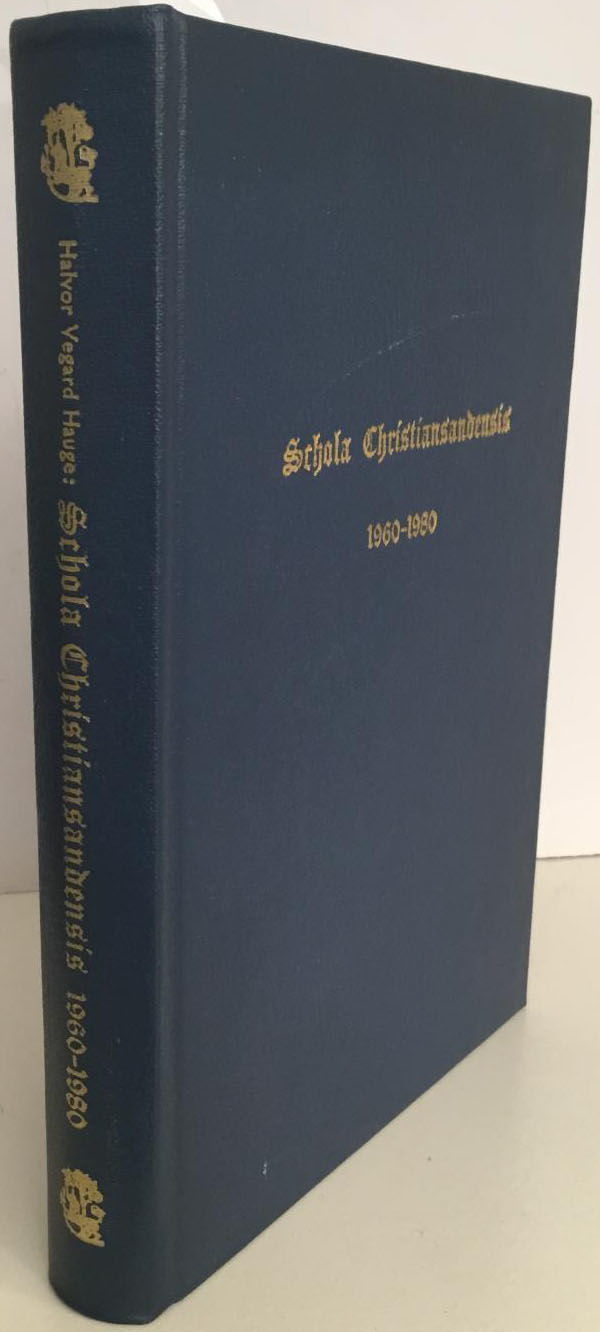 Halvor Vegard Hauge: Schola Christiansandensis 1960-1980
Schola Christiansandensis
1960-1980